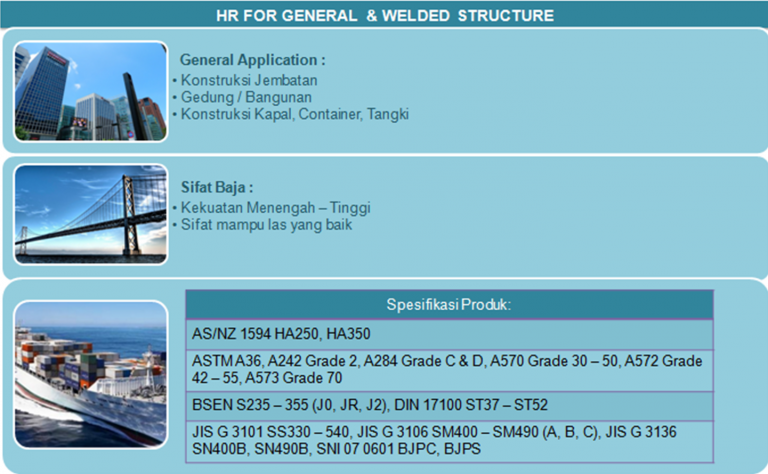 HR FOR GENERAL & WELDED STRUCTURE
General Application :
• Konstruksi Jembatan
• Gedung / Bangunan
• Konstruksi Kapal, Container, Tangki
Sifat Baja :
• Kekuatan Menengah – Tinggi
• Sifat mampu las yang baik
Spesifikasi Produk:
AS/NZ 1594 HA250, HA350
ASTM A36, A242 Grade 2, A284 Grade C & D, A570 Grade 30 – 50, A572 Grade
42 – 55, A573 Grade 70
BSEN S235 – 355 (J0, JR, J2), DIN 17100 ST37 – ST52
JIS G 3101 SS330 – 540, JIS G 3106 SM400 – SM490 (A, B, C), JIS G 3136
SN400B, SN490B, SNI 07 0601 BJPC, BJPS